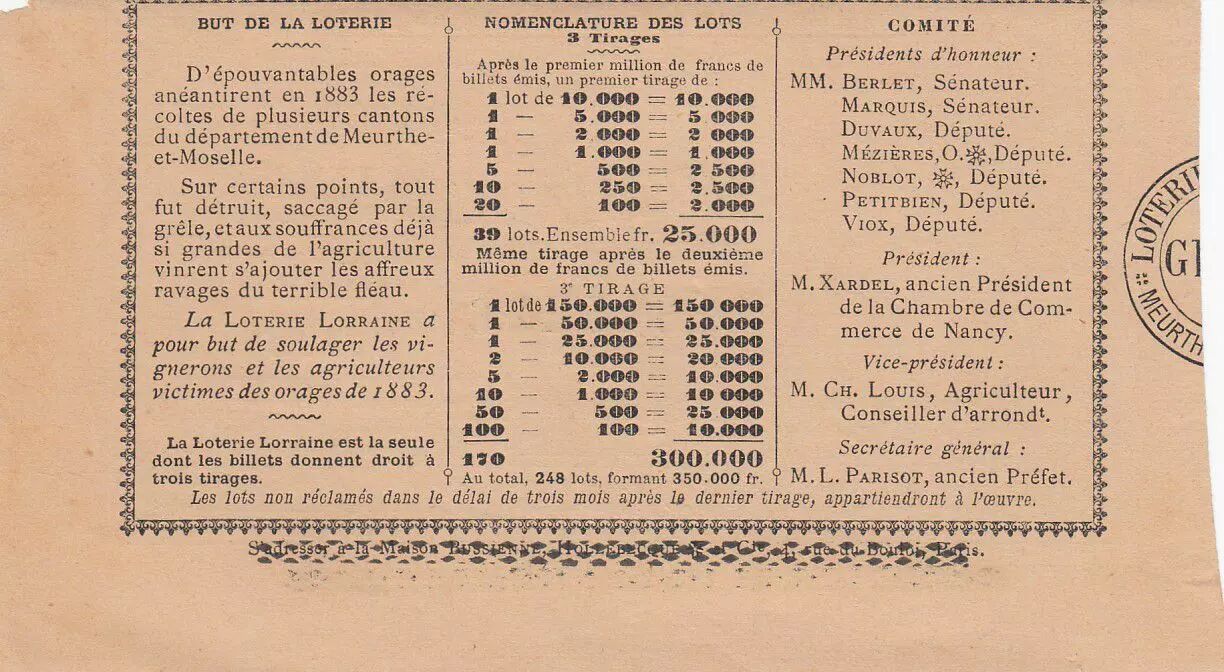 BUT DE LA LOTERIE
D'épouvantables orages
anéantirent en 1883 les ré-
coltes de plusieurs cantons
du département de Meurthe-
et-Moselle.
Sur certains points, tout
fut détruit, saccagé par la
grêle, et aux souffrances déjà
si grandes de l'agriculture
vinrent s'ajouter les affreux
ravages du terrible fléau.
La LOTERIE LORRAINE a
pour but de soulager les vi-
gnerons et les agriculteurs
victimes des orages de 1883.
La Loterie Lorraine est la seule
dont les billets donnent droit à
trois tirages.
NOMENCLATURE DES LOTS
3 Tirages
Après le premier million de francs de
billets émis, un premier tirage de :
1 lot de 10.000 = 10.000
1 — 5.000 = 5 000
1 — 2.000 = 2 000
1 — 1.000 = 1.000
5 500 = 2.500
10 — 250 = 2.500
20 — 100 = 2.000
39 lots. Ensemble fr. 25.000
Même tirage après le deuxième
million de francs de billets émis.
3e TIRAGE
1 lot de 150.000 = 150 000
1 — 50.000 = 50.000
1 — 25.000 = 25.000
2 — 10.000 = 20 000
5 — 2.000 = 10.000
10 — 1.000 = 10 000
50 — 500 = 25.000
100 — 100 = 10.000
170 300.000
Au total, 248 lots, formant 350.000 fr.
COMITÉ
Présidents d'honneur :
MM. BERLET, Sénateur.
MARQUIS, Sénateur.
DUVAUX, Député.
MÉZIÈRES, O. ❋, Député.
NOBLOT, ❋, Député.
PETITBIEN, Député.
VIOX, Député.
Président :
M. XARDEL, ancien Président
de la Chambre de Com-
merce de Nancy.
Vice-président :
M. CH. LOUIS, Agriculteur,
Conseiller d'arrondt.
Secrétaire général :
M. L. PARISOT, ancien Préfet.
Les lots non réclamés dans le délai de trois mois après le dernier tirage, appartiendront à l'œuvre.
S'adresser à la Maison BUSSIENNE, et Cie, 4, rue du Bouloi, Paris.
LOTERIE
GE
MEURTH